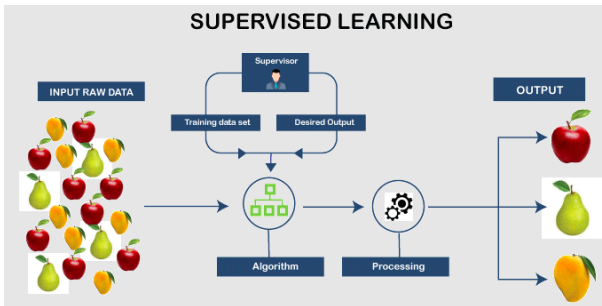 SUPERVISED LEARNING
Supervisor
INPUT RAW DATA
OUTPUT
Training data set
Desired Output
Algorithm
Processing